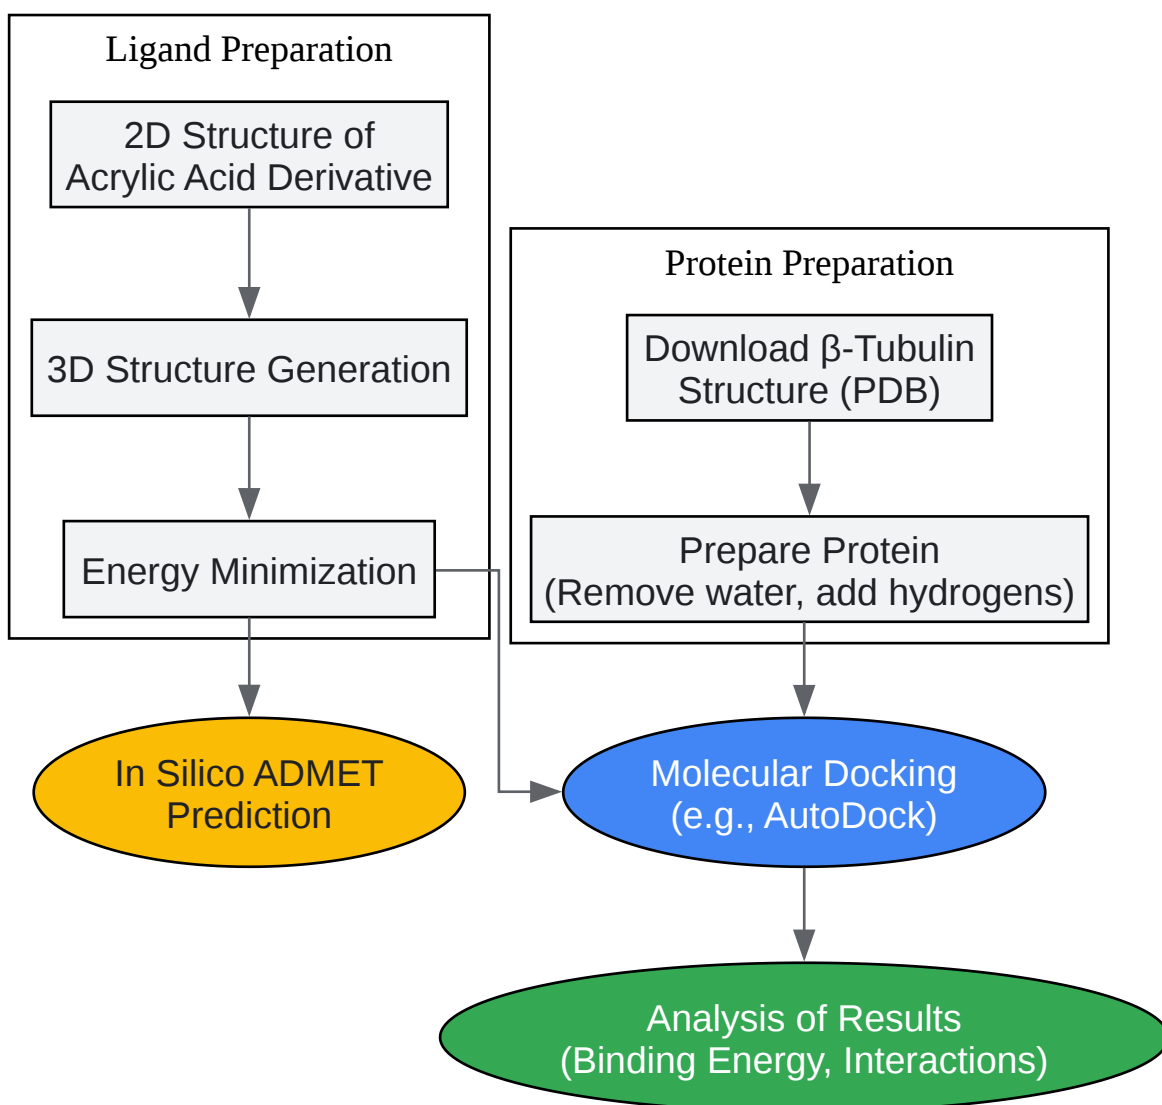 Ligand Preparation
2D Structure of
Acrylic Acid Derivative
3D Structure Generation
Energy Minimization
Protein Preparation
Download β-Tubulin
Structure (PDB)
Prepare Protein
(Remove water, add hydrogens)
In Silico ADMET
Prediction
Molecular Docking
(e.g., AutoDock)
Analysis of Results
(Binding Energy, Interactions)